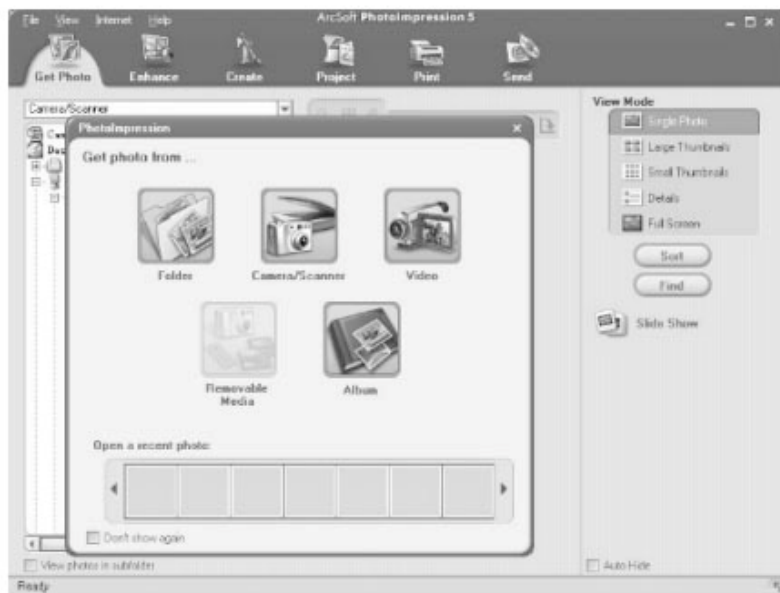 File View Internet Help
ArcSoft PhotoImpression 5
Get Photo Enhance Create Project Print Send
Camera/Scanner
PhotoImpression
Get photo from ...
Folder Camera/Scanner Video
Removable
Media
Album
Open a recent photo:
Don't show again
View photos in subfolder
View Mode
Single Photo
Large Thumbnails
Small Thumbnails
Details
Full Screen
Sort
Find
Slide Show
Auto Hide
Ready